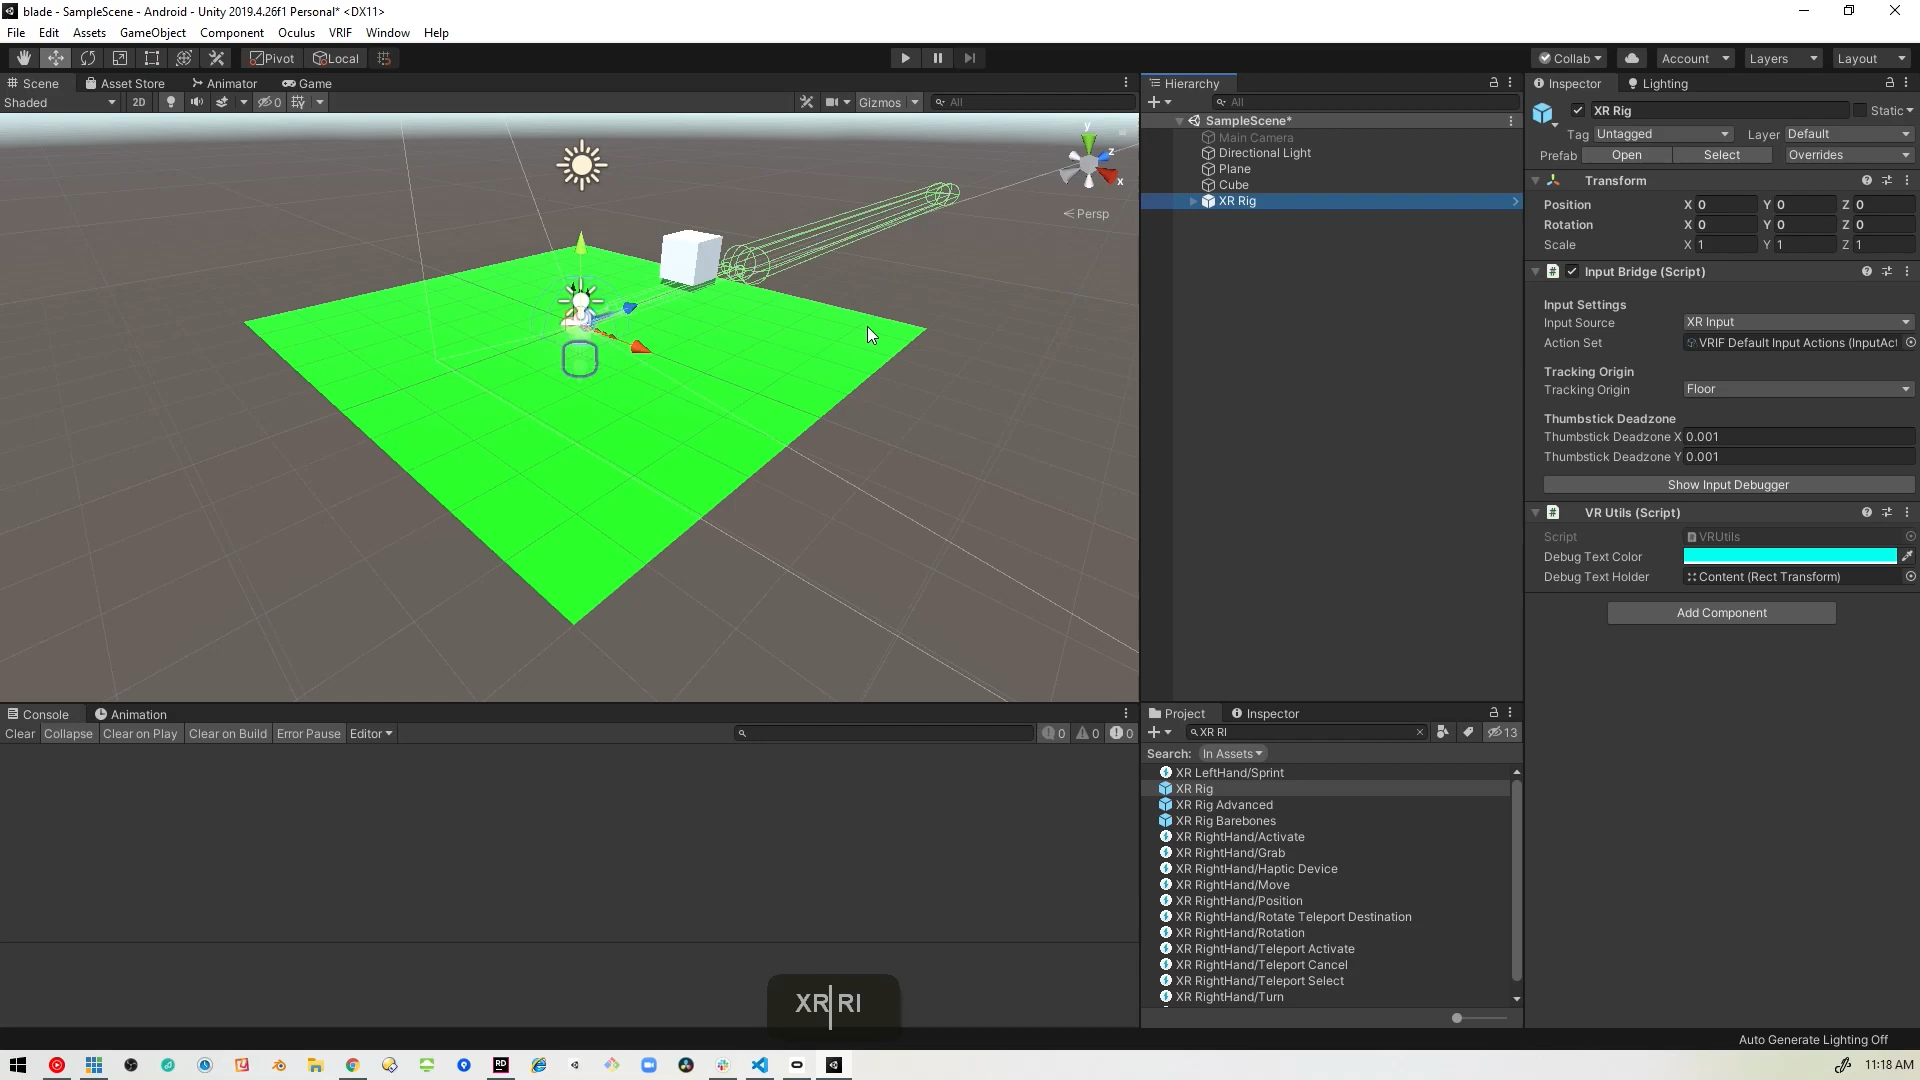 blade - SampleScene - Android - Unity 2019.4.26f1 Personal* <DX11>
File Edit Assets GameObject Component Oculus VRIF Window Help
Pivot Local Collab Account Layers Layout
Scene Asset Store Animator Game
Shaded 2D 0 Gizmos All
y
z
x
Persp
Hierarchy
All
SampleScene*
Main Camera
Directional Light
Plane
Cube
XR Rig
Inspector Lighting
XR Rig Static
Tag Untagged Layer Default
Prefab Open Select Overrides
Transform
Position X 0 Y 0 Z 0
Rotation X 0 Y 0 Z 0
Scale X 1 Y 1 Z 1
# Input Bridge (Script)
Input Settings
Input Source XR Input
Action Set VRIF Default Input Actions (InputAct
Tracking Origin
Tracking Origin Floor
Thumbstick Deadzone
Thumbstick Deadzone X 0.001
Thumbstick Deadzone Y 0.001
Show Input Debugger
# VR Utils (Script)
Script VRUtils
Debug Text Color
Debug Text Holder Content (Rect Transform)
Add Component
Console Animation
Clear Collapse Clear on Play Clear on Build Error Pause Editor 0 0 0
Project Inspector
XR RI 13
Search: In Assets
XR LeftHand/Sprint
XR Rig
XR Rig Advanced
XR Rig Barebones
XR RightHand/Activate
XR RightHand/Grab
XR RightHand/Haptic Device
XR RightHand/Move
XR RightHand/Position
XR RightHand/Rotate Teleport Destination
XR RightHand/Rotation
XR RightHand/Teleport Activate
XR RightHand/Teleport Cancel
XR RightHand/Teleport Select
XR RightHand/Turn
XR RI
Auto Generate Lighting Off
RD
11:18 AM